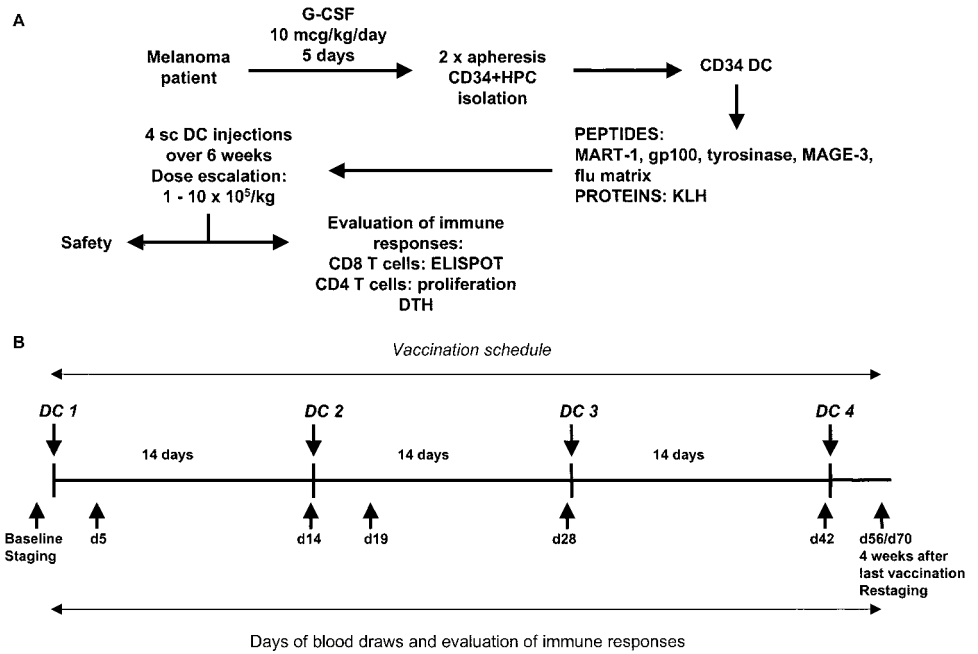 A
G-CSF
10 mcg/kg/day
5 days
Melanoma
patient
2 x apheresis
CD34+HPC
isolation
CD34 DC
PEPTIDES:
MART-1, gp100, tyrosinase, MAGE-3,
flu matrix
PROTEINS: KLH
4 sc DC injections
over 6 weeks
Dose escalation:
1 - 10 x 10⁵/kg
Safety
Evaluation of immune
responses:
CD8 T cells: ELISPOT
CD4 T cells: proliferation
DTH
B
Vaccination schedule
DC 1
DC 2
DC 3
DC 4
14 days
14 days
14 days
Baseline
Staging
d5
d14
d19
d28
d42
d56/d70
4 weeks after
last vaccination
Restaging
Days of blood draws and evaluation of immune responses